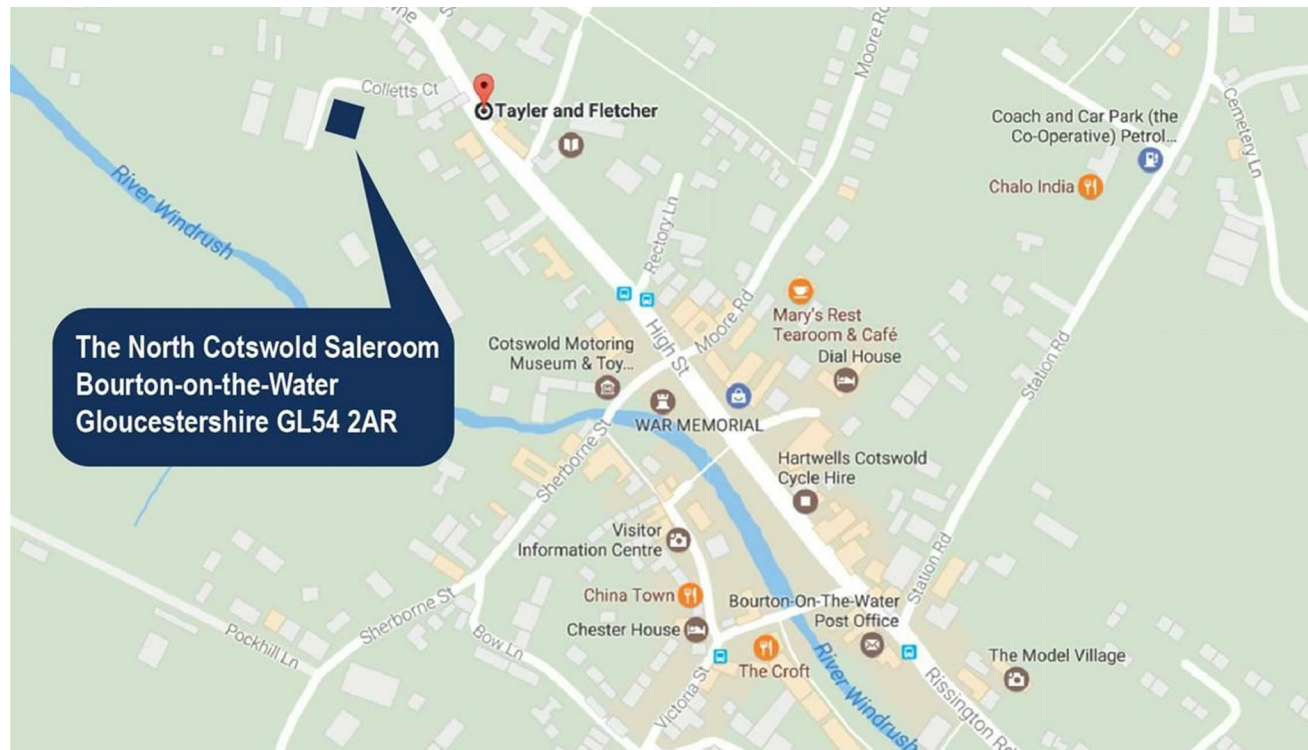 ne
S
Colletts Ct
Tayler and Fletcher
Moore Rd
Coach and Car Park (the
Co-Operative) Petrol...
Cemetery Ln
Chalo India
River Windrush
Rectory Ln
The North Cotswold Saleroom
Bourton-on-the-Water
Gloucestershire GL54 2AR
High St
Moore Rd
Mary's Rest
Tearoom & Café
Cotswold Motoring
Museum & Toy...
Dial House
Station Rd
WAR MEMORIAL
Sherborne St
Hartwells Cotswold
Cycle Hire
Visitor
Information Centre
China Town
Bourton-On-The-Water
Post Office
Station Rd
Chester House
Sherborne St
Pockhill Ln
Bow Ln
The Croft
The Model Village
River Windrush
Victoria St
Rissington Rd